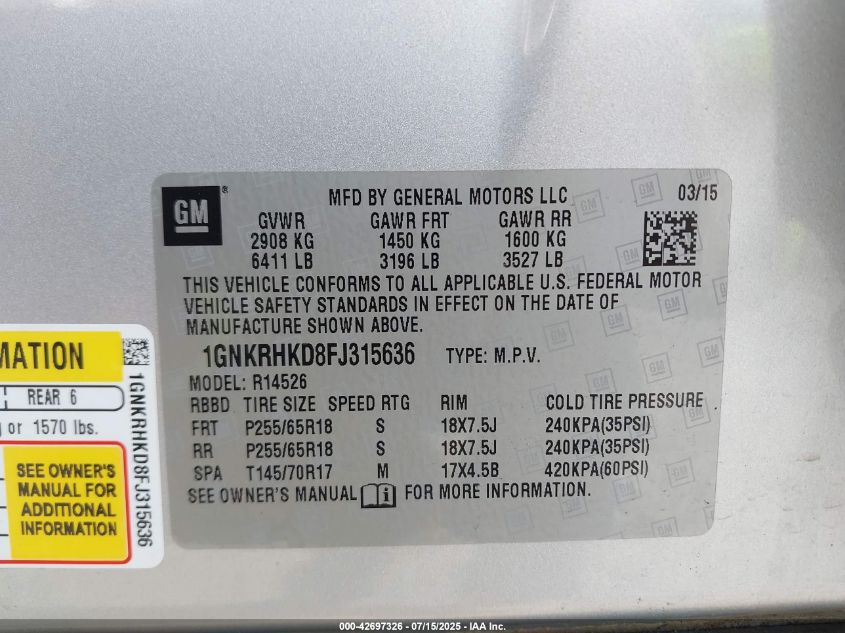 GM®
MFD BY GENERAL MOTORS LLC 03/15
GVWR GAWR FRT GAWR RR
2908 KG 1450 KG 1600 KG
6411 LB 3196 LB 3527 LB
THIS VEHICLE CONFORMS TO ALL APPLICABLE U.S. FEDERAL MOTOR
VEHICLE SAFETY STANDARDS IN EFFECT ON THE DATE OF
MANUFACTURE SHOWN ABOVE.
1GNKRHKD8FJ315636 TYPE: M.P.V.
MODEL: R14526
RBBD TIRE SIZE SPEED RTG RIM COLD TIRE PRESSURE
FRT P255/65R18 S 18X7.5J 240KPA(35PSI)
RR P255/65R18 S 18X7.5J 240KPA(35PSI)
SPA T145/70R17 M 17X4.5B 420KPA(60PSI)
SEE OWNER'S MANUAL FOR MORE INFORMATION.
MATION
REAR 6
or 1570 lbs.
SEE OWNER'S
MANUAL FOR
ADDITIONAL
INFORMATION
1GNKRHKD8FJ315636
000-42697326 - 07/15/2025 - IAA Inc.